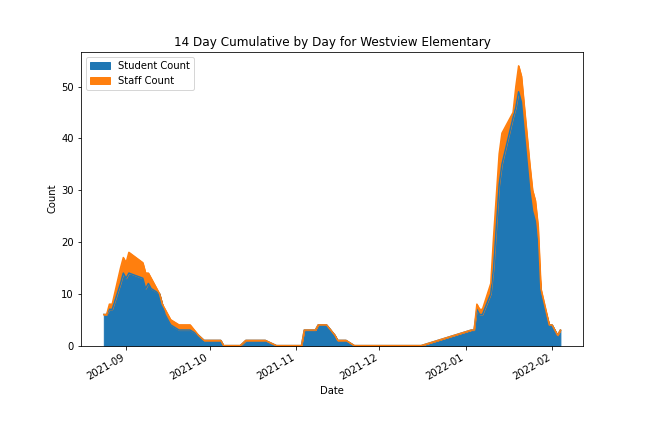 14 Day Cumulative by Day for Westview Elementary
Student Count
Staff Count
Count
50
40
30
20
10
0
2021-09
2021-10
2021-11
2021-12
2022-01
2022-02
Date